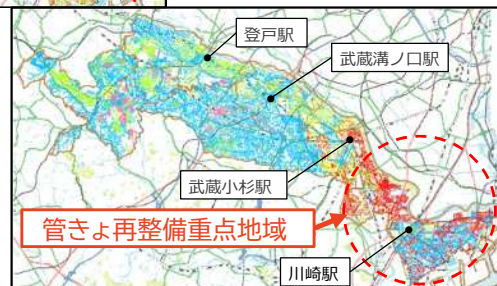 登戸駅
武蔵溝ノ口駅
武蔵小杉駅
管きょ再整備重点地域
川崎駅